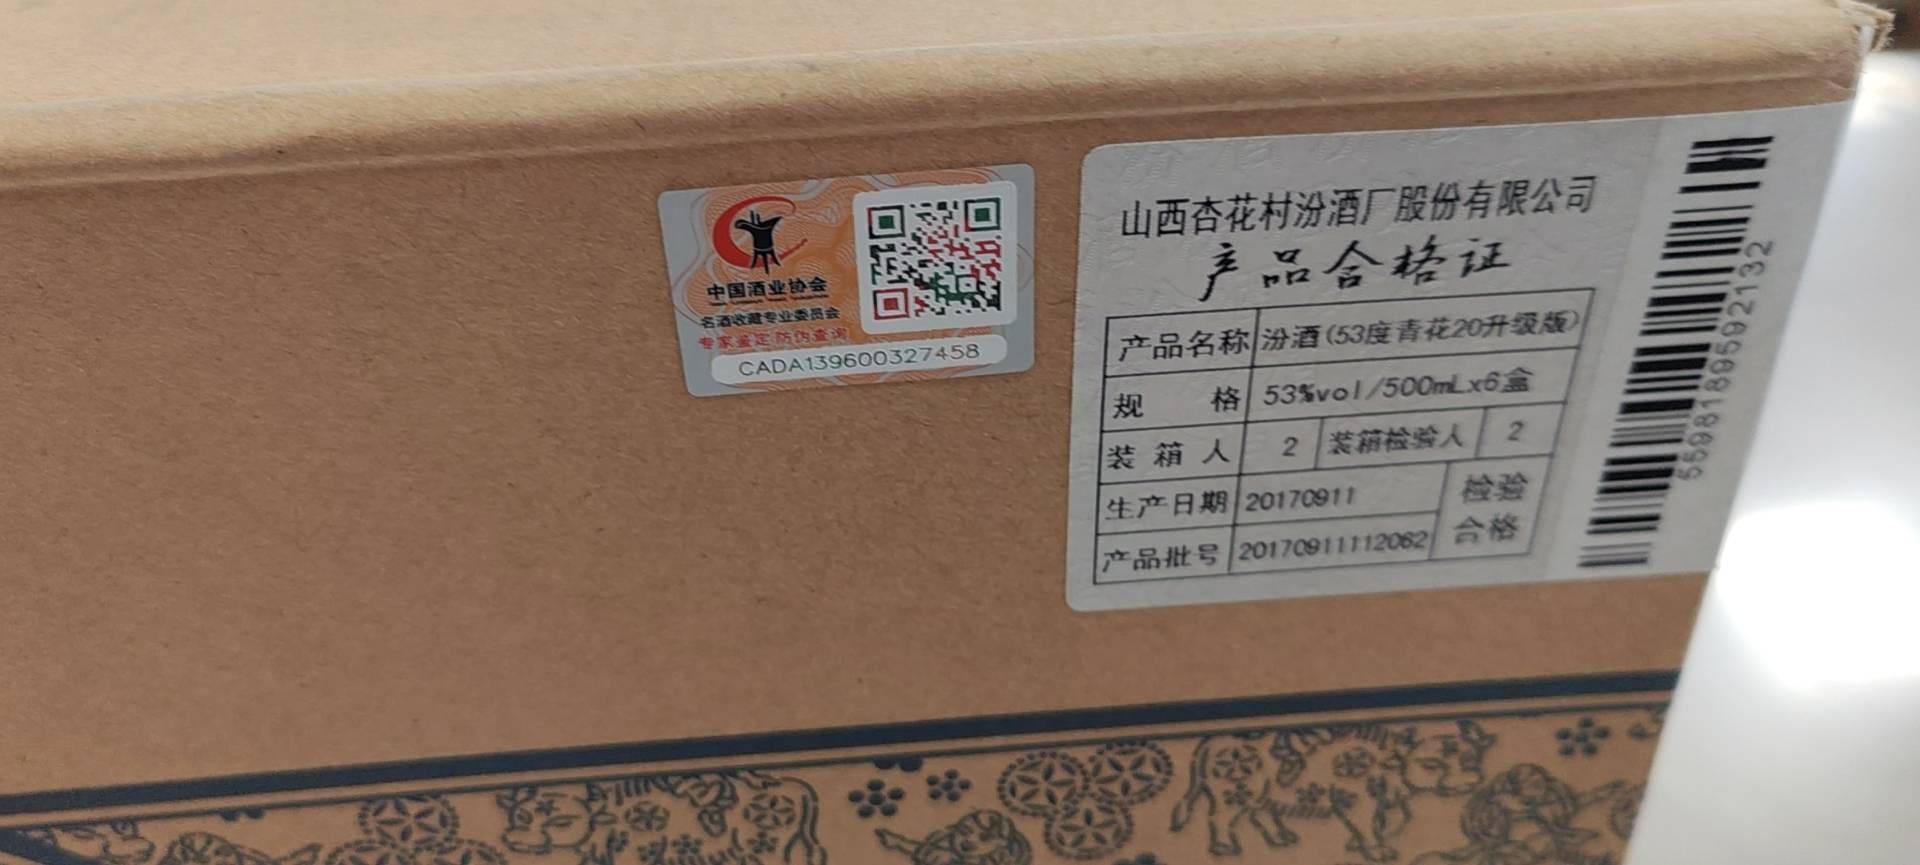 中国酒业协会
名酒收藏专业委员会
专家鉴定 防伪查询
CADA139600327458
山西杏花村汾酒厂股份有限公司
产品合格证
产品名称 汾酒(53度青花20升级版)
规 格 53%vol/500mLx6盒
装箱人 2 装箱检验人 2
生产日期 20170911 检验
产品批号 20170911112062 合格
5598189592132